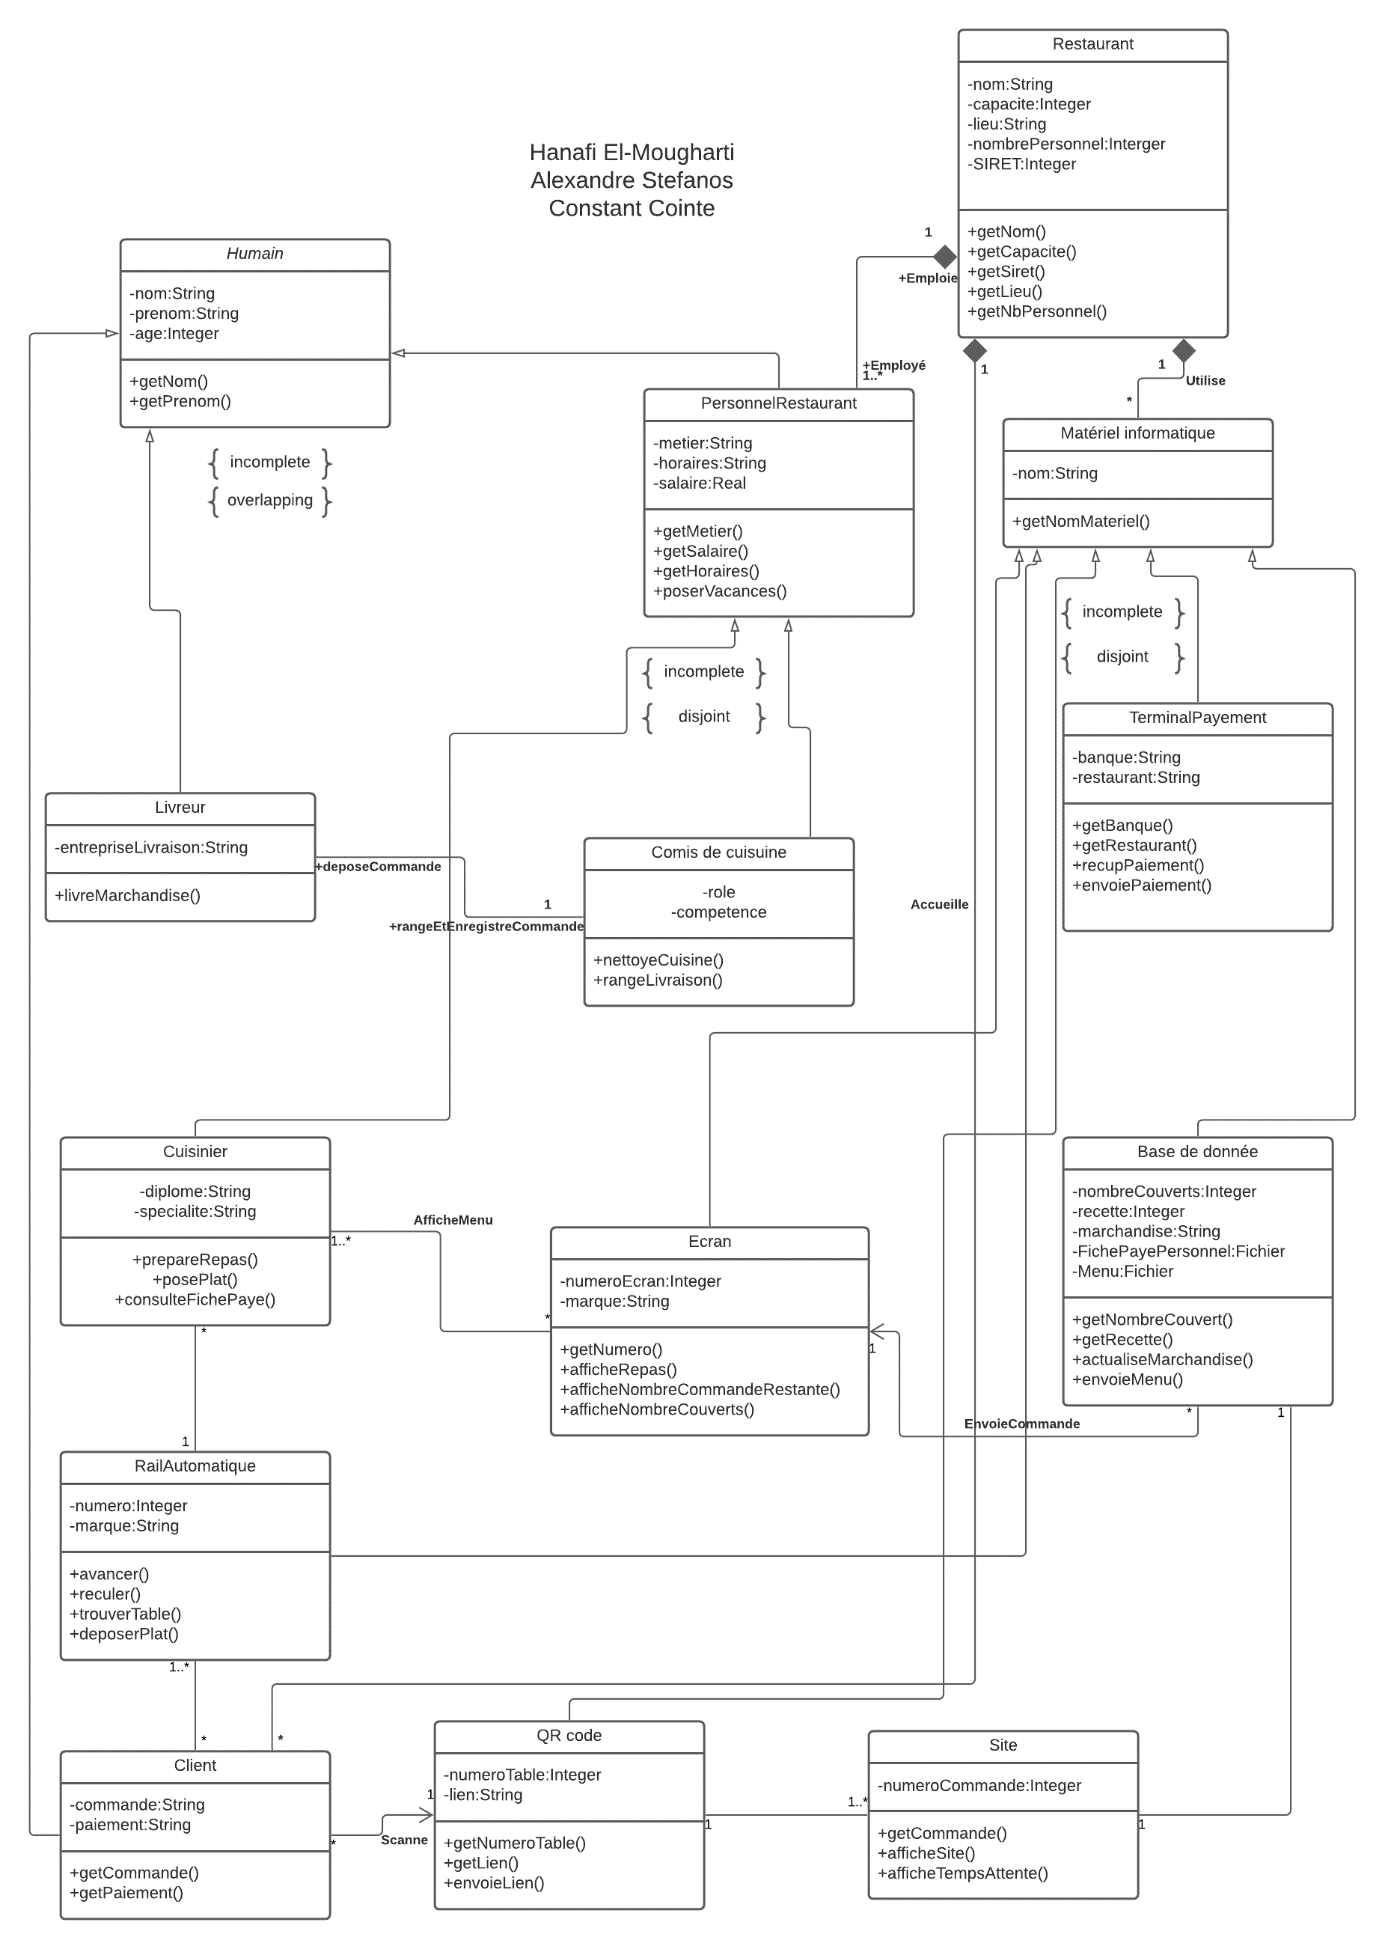 Restaurant
-nom:String
-capacite:Integer
-lieu:String
-nombrePersonnel:Interger
-SIRET:Integer
+getNom()
+getCapacite()
+getSiret()
+getLieu()
+getNbPersonnel()
Hanafi El-Mougharti
Alexandre Stefanos
Constant Cointe
1
+Emploie
+Employé
1..*
1
1
Utilise
*
Humain
-nom:String
-prenom:String
-age:Integer
+getNom()
+getPrenom()
{ incomplete }
{ overlapping }
PersonnelRestaurant
-metier:String
-horaires:String
-salaire:Real
+getMetier()
+getSalaire()
+getHoraires()
+poserVacances()
{ incomplete }
{ disjoint }
Matériel informatique
-nom:String
+getNomMateriel()
{ incomplete }
{ disjoint }
TerminalPayement
-banque:String
-restaurant:String
+getBanque()
+getRestaurant()
+recupPaiement()
+envoiePaiement()
Livreur
-entrepriseLivraison:String
+livreMarchandise()
+deposeCommande
1
+rangeEtEnregistreCommande
Comis de cuisuine
-role
-competence
+nettoyeCuisine()
+rangeLivraison()
Accueille
Cuisinier
-diplome:String
-specialite:String
+prepareRepas()
+posePlat()
+consulteFichePaye()
AfficheMenu
1..*
*
*
1
Ecran
-numeroEcran:Integer
-marque:String
+getNumero()
+afficheRepas()
+afficheNombreCommandeRestante()
+afficheNombreCouverts()
1
EnvoieCommande
*
1
Base de donnée
-nombreCouverts:Integer
-recette:Integer
-marchandise:String
-FichePayePersonnel:Fichier
-Menu:Fichier
+getNombreCouvert()
+getRecette()
+actualiseMarchandise()
+envoieMenu()
RailAutomatique
-numero:Integer
-marque:String
+avancer()
+reculer()
+trouverTable()
+deposerPlat()
1..*
*
*
Client
-commande:String
-paiement:String
+getCommande()
+getPaiement()
*
Scanne
1
QR code
-numeroTable:Integer
-lien:String
+getNumeroTable()
+getLien()
+envoieLien()
1
1..*
Site
-numeroCommande:Integer
+getCommande()
+afficheSite()
+afficheTempsAttente()
1